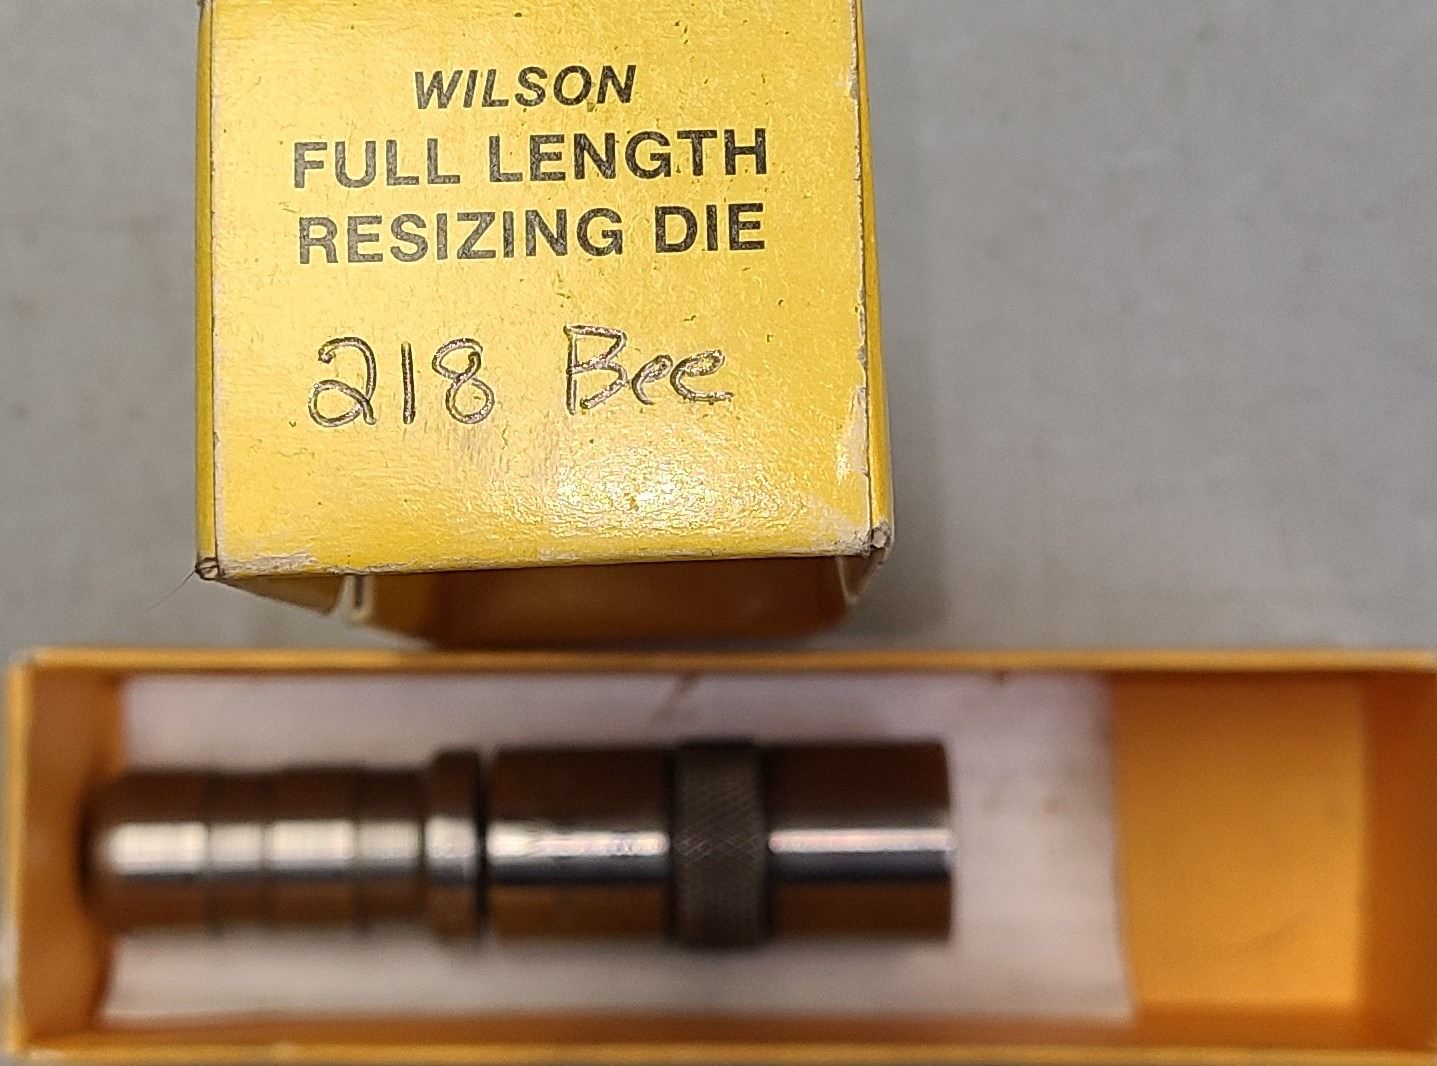 WILSON
FULL LENGTH
RESIZING DIE
218 Bee